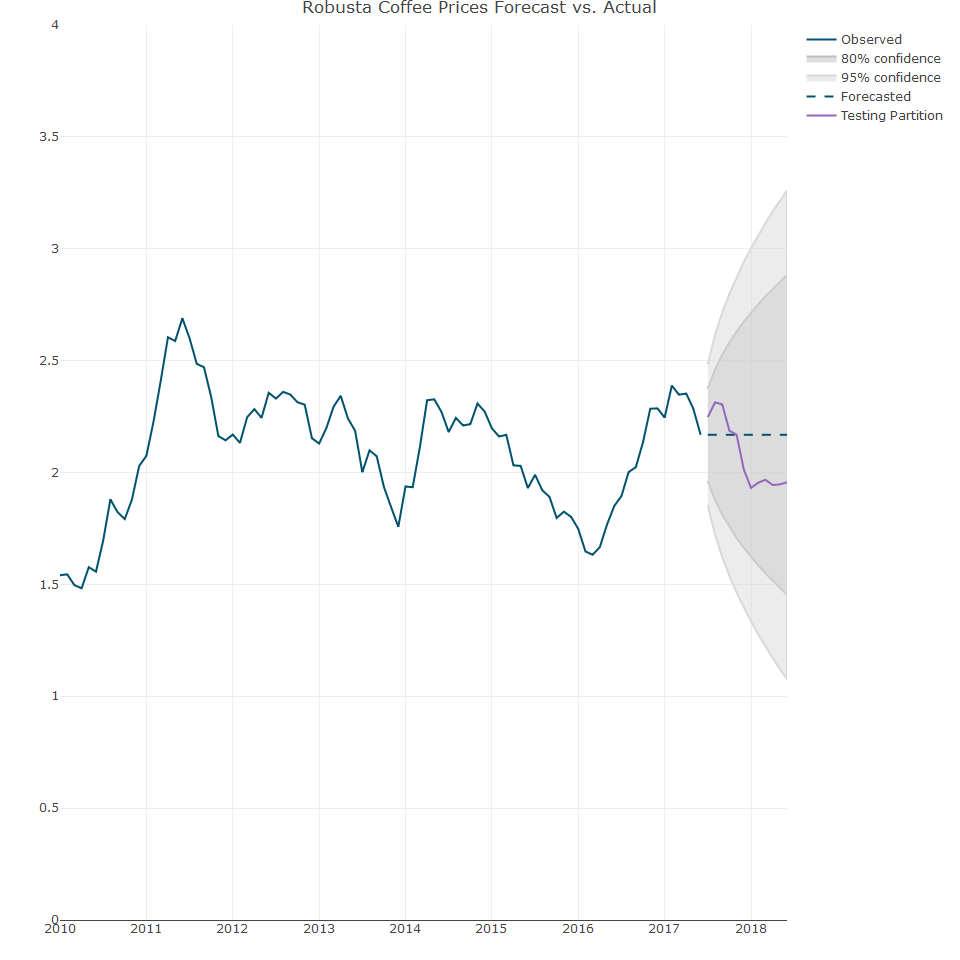 Robusta Coffee Prices Forecast vs. Actual
4
3.5
3
2.5
2
1.5
1
0.5
0
2010 2011 2012 2013 2014 2015 2016 2017 2018
Observed
80% confidence
95% confidence
Forecasted
Testing Partition